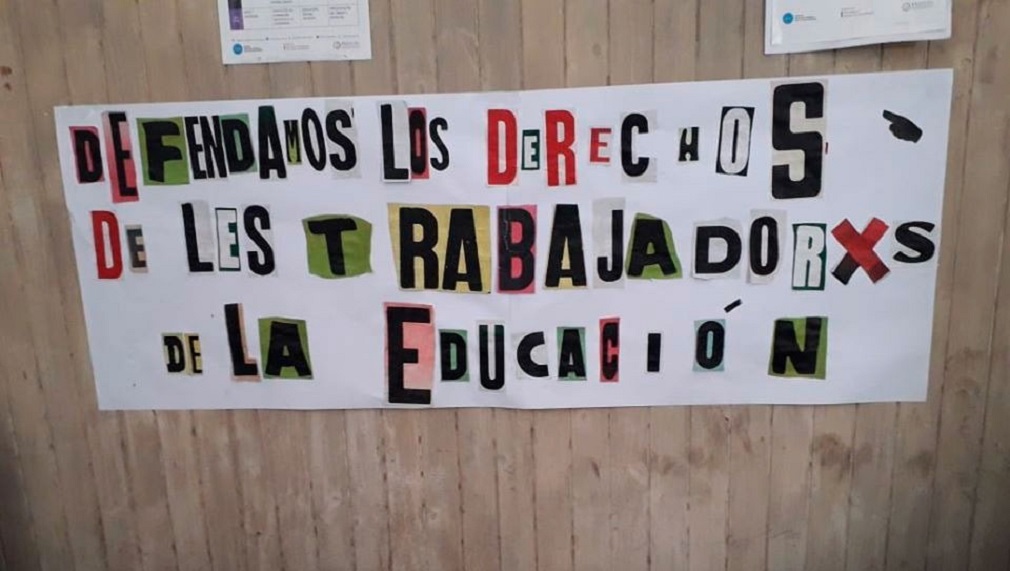 DEFENDAMOS LOS DERECHOS
DE LES TRABAJADORXS
DE LA EDUCACIÓN